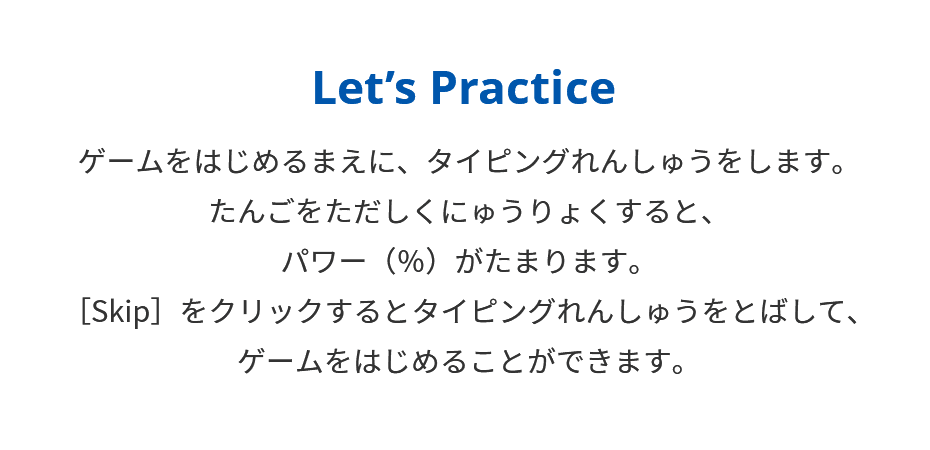 Let’s Practice
ゲームをはじめるまえに、タイピングれんしゅうをします。
たんごをただしくにゅうりょくすると、
パワー（%）がたまります。
［Skip］をクリックするとタイピングれんしゅうをとばして、
ゲームをはじめることができます。